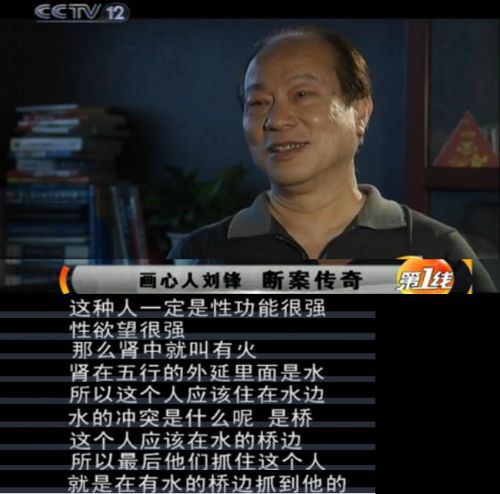 CCTV 12
画心人刘锋 断案传奇 第1线
这种人一定是性功能很强
性欲望很强
那么肾中就叫有火
肾在五行的外延里面是水
所以这个人应该住在水边
水的冲突是什么呢 是桥
这个人应该在水的桥边
所以最后他们抓住这个人
就是在有水的桥边抓到他的